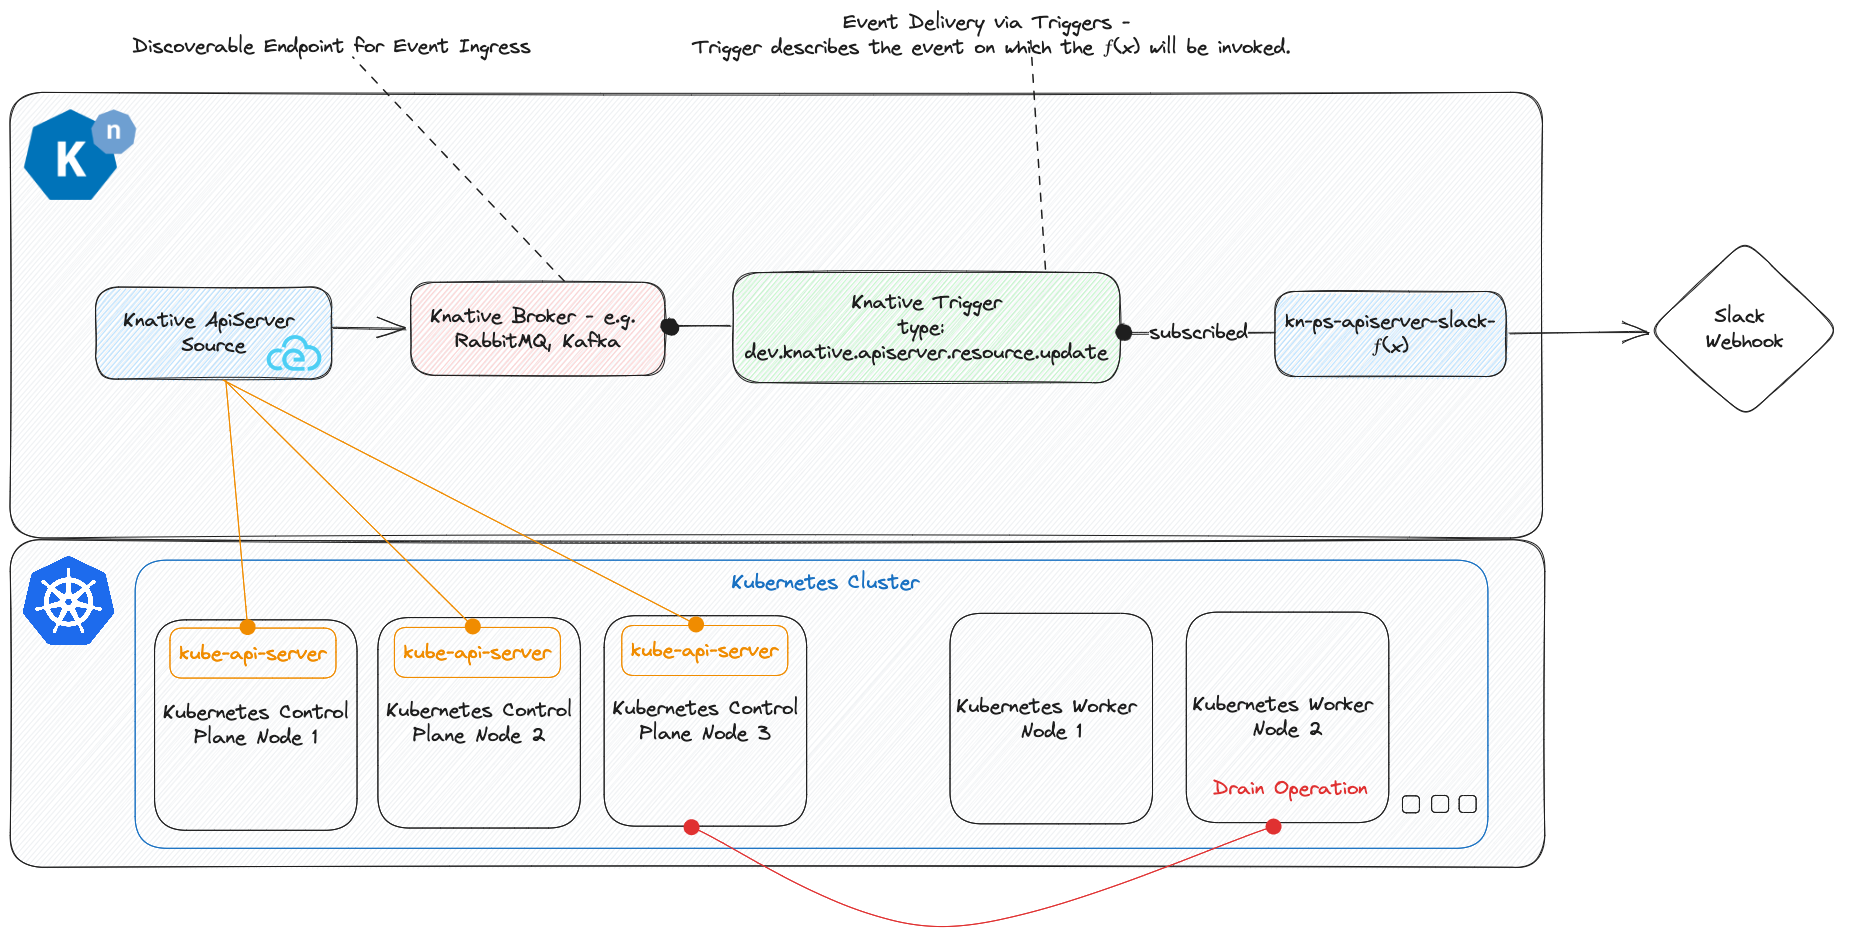 Discoverable Endpoint for Event Ingress
Event Delivery via Triggers -
Trigger describes the event on which the f(x) will be invoked.
K
n
Knative ApiServer
Source
Knative Broker - e.g.
RabbitMQ, Kafka
Knative Trigger
type:
dev.knative.apiserver.resource.update
subscribed
kn-ps-apiserver-slack-
f(x)
Slack
Webhook
Kubernetes Cluster
kube-api-server
Kubernetes Control
Plane Node 1
kube-api-server
Kubernetes Control
Plane Node 2
kube-api-server
Kubernetes Control
Plane Node 3
Kubernetes Worker
Node 1
Kubernetes Worker
Node 2
Drain Operation